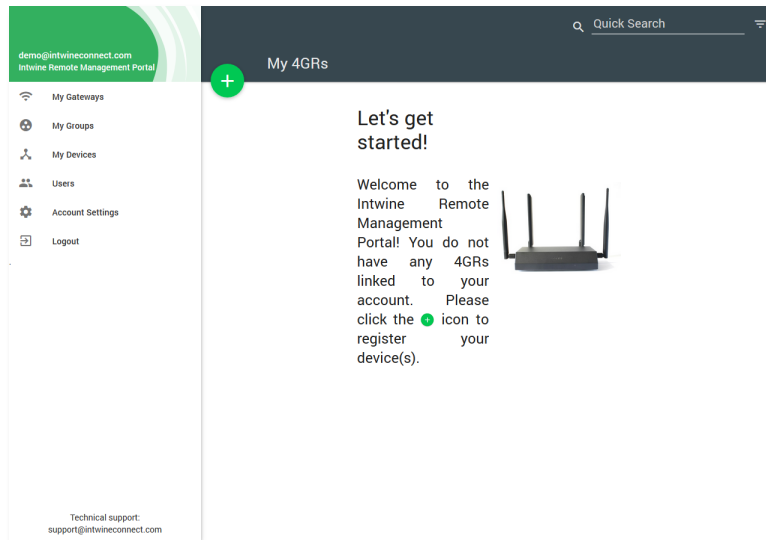 demo@intwineconnect.com
Intwine Remote Management Portal
My Gateways
My Groups
My Devices
Users
Account Settings
Logout
Technical support:
support@intwineconnect.com
Quick Search
My 4GRs
Let's get
started!
Welcome to the
Intwine Remote
Management
Portal! You do not
have any 4GRs
linked to your
account. Please
click the + icon to
register your
device(s).